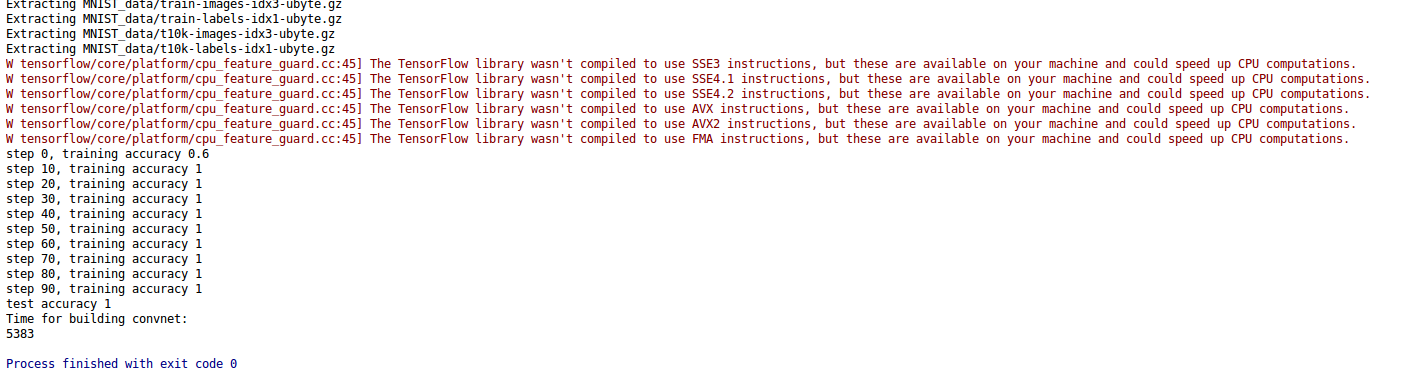 Extracting MNIST_data/train-images-idx3-ubyte.gz
Extracting MNIST_data/train-labels-idx1-ubyte.gz
Extracting MNIST_data/t10k-images-idx3-ubyte.gz
Extracting MNIST_data/t10k-labels-idx1-ubyte.gz
W tensorflow/core/platform/cpu_feature_guard.cc:45] The TensorFlow library wasn't compiled to use SSE3 instructions, but these are available on your machine and could speed up CPU computations.
W tensorflow/core/platform/cpu_feature_guard.cc:45] The TensorFlow library wasn't compiled to use SSE4.1 instructions, but these are available on your machine and could speed up CPU computations.
W tensorflow/core/platform/cpu_feature_guard.cc:45] The TensorFlow library wasn't compiled to use SSE4.2 instructions, but these are available on your machine and could speed up CPU computations.
W tensorflow/core/platform/cpu_feature_guard.cc:45] The TensorFlow library wasn't compiled to use AVX instructions, but these are available on your machine and could speed up CPU computations.
W tensorflow/core/platform/cpu_feature_guard.cc:45] The TensorFlow library wasn't compiled to use AVX2 instructions, but these are available on your machine and could speed up CPU computations.
W tensorflow/core/platform/cpu_feature_guard.cc:45] The TensorFlow library wasn't compiled to use FMA instructions, but these are available on your machine and could speed up CPU computations.
step 0, training accuracy 0.6
step 10, training accuracy 1
step 20, training accuracy 1
step 30, training accuracy 1
step 40, training accuracy 1
step 50, training accuracy 1
step 60, training accuracy 1
step 70, training accuracy 1
step 80, training accuracy 1
step 90, training accuracy 1
test accuracy 1
Time for building convnet:
5383
Process finished with exit code 0